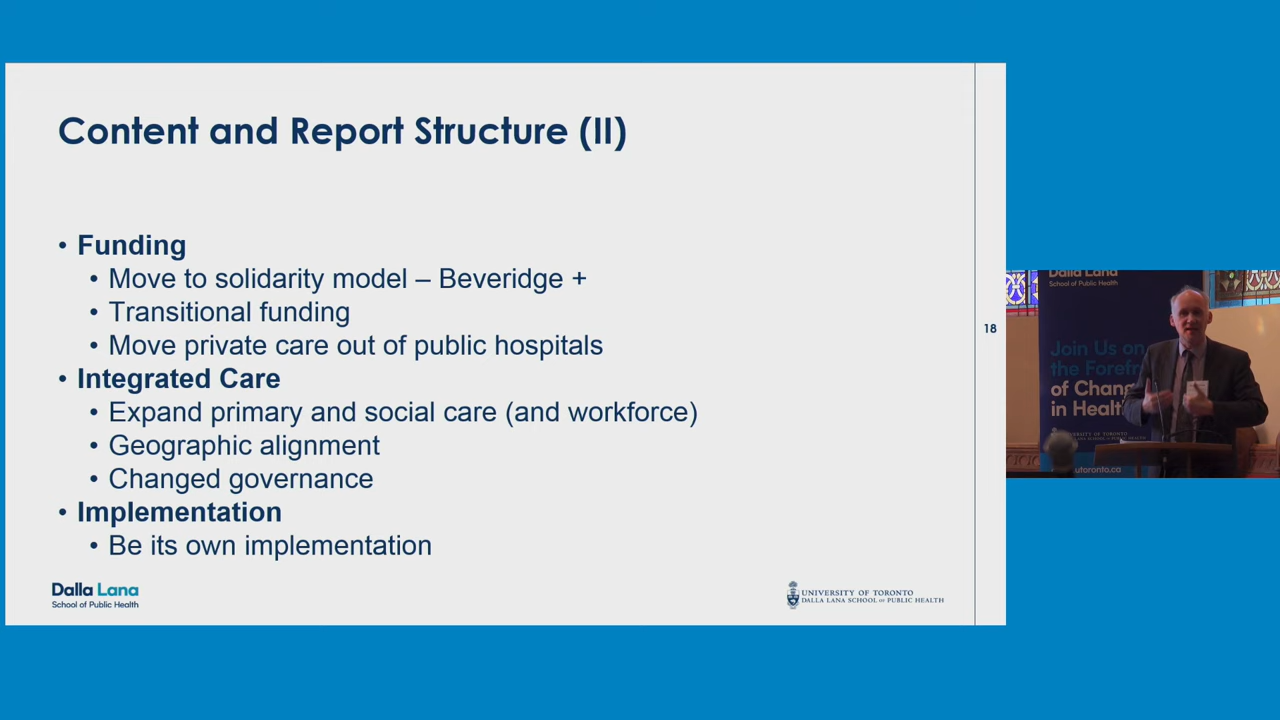 Content and Report Structure (II)
• Funding
• Move to solidarity model – Beveridge +
• Transitional funding
• Move private care out of public hospitals
• Integrated Care
• Expand primary and social care (and workforce)
• Geographic alignment
• Changed governance
• Implementation
• Be its own implementation
Dalla Lana
School of Public Health
UNIVERSITY OF TORONTO
DALLA LANA SCHOOL OF PUBLIC HEALTH
18
Dalla Lana
School of Public Health
Join Us on
the Forefr
of Chang
in Healt
.utoronto.ca